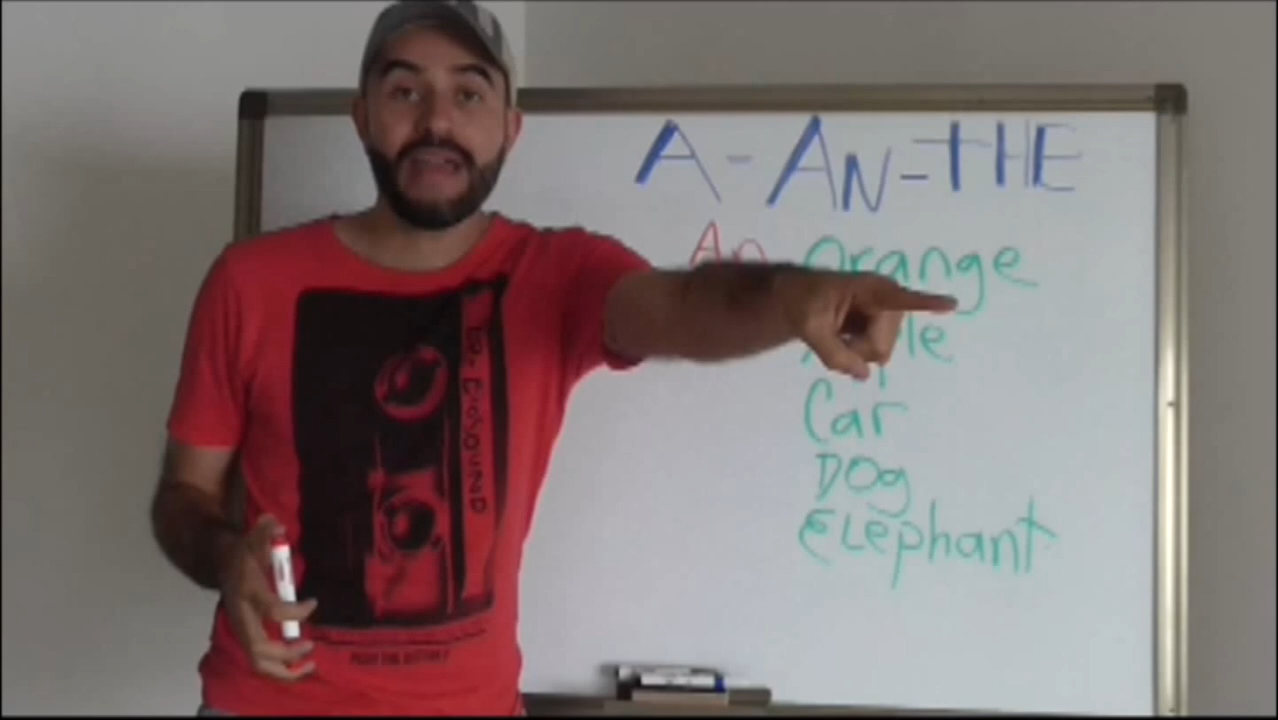 A - AN - THE
An Orange
Car
Dog
Elephant